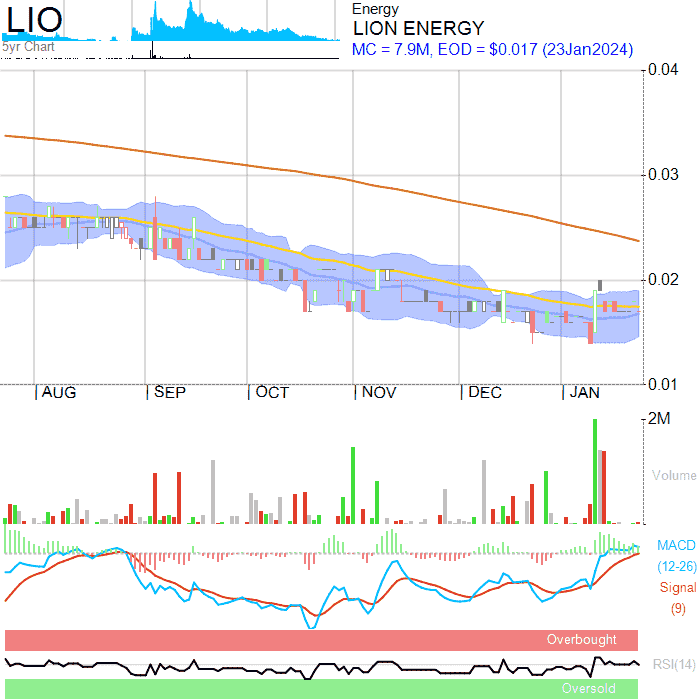 LIO
Energy
LION ENERGY
5yr Chart
MC = 7.9M, EOD = $0.017 (23Jan2024)
0.04
0.03
0.02
0.01
AUG SEP OCT NOV DEC JAN
2M
Volume
MACD
(12-26)
Signal
(9)
Overbought
RSI(14)
Oversold